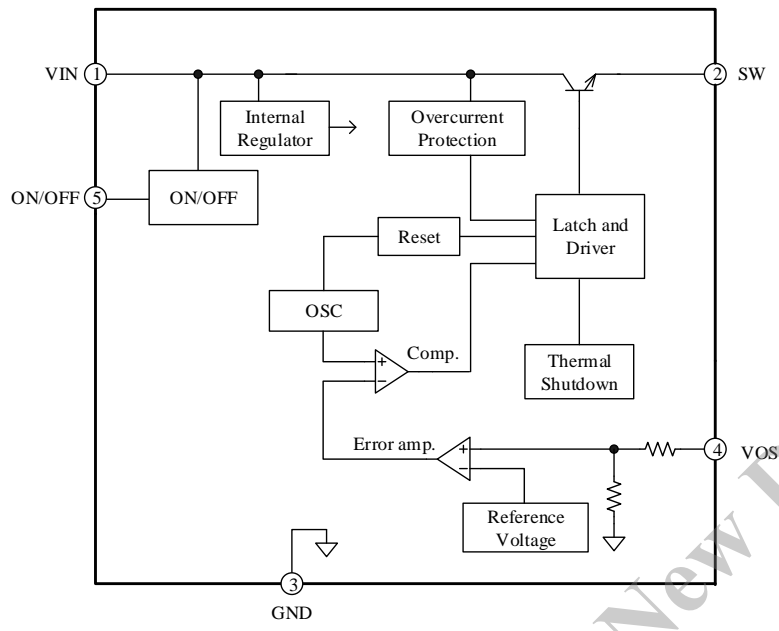 VIN
1
2
SW
Internal
Regulator
Overcurrent
Protection
ON/OFF
5
ON/OFF
Latch and
Driver
Reset
OSC
Comp.
+
−
Thermal
Shutdown
Error amp.
+
−
4
VOS
Reference
Voltage
3
GND
New